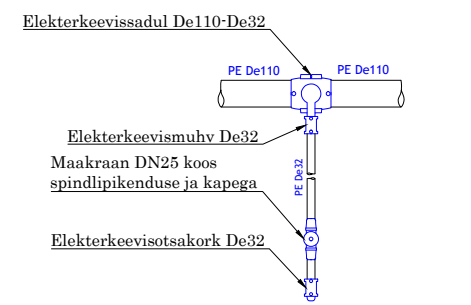 Elekterkeevissadul De110-De32
PE De110
PE De110
Elekterkeevismuhv De32
Maakraan DN25 koos
spindlipikenduse ja kapega
PE De32
Elekterkeevisotsakork De32